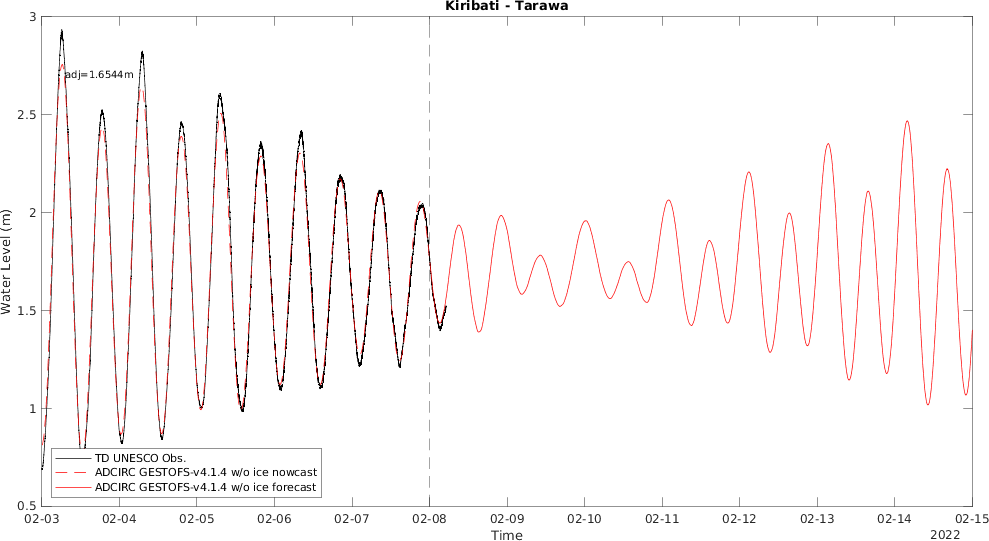 Kiribati - Tarawa
3
adj=1.6544m
2.5
2
Water Level (m)
1.5
1
TD UNESCO Obs.
ADCIRC GESTOFS-v4.1.4 w/o ice nowcast
ADCIRC GESTOFS-v4.1.4 w/o ice forecast
0.5
02-03 02-04 02-05 02-06 02-07 02-08 02-09 02-10 02-11 02-12 02-13 02-14 02-15
Time
2022